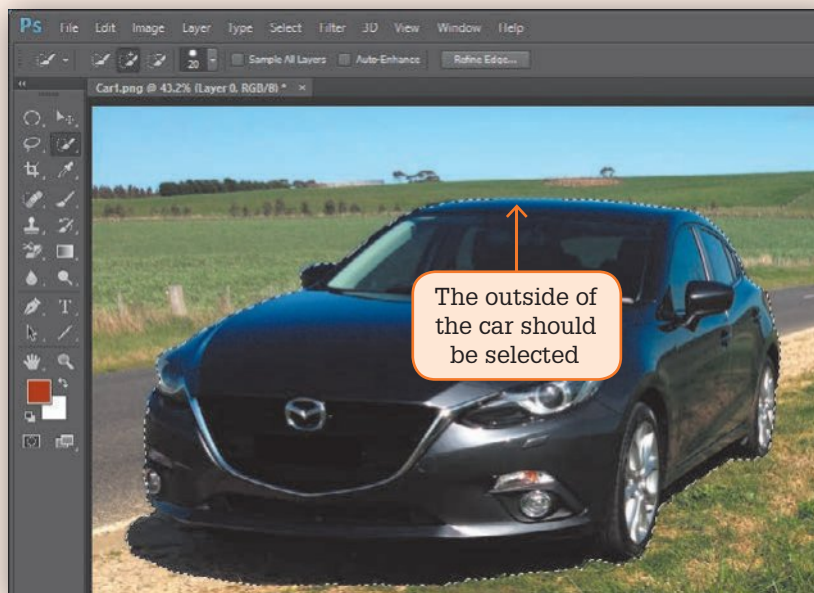 Ps File Edit Image Layer Type Select Filter 3D View Window Help
20 Sample All Layers Auto-Enhance Refine Edge...
Car1.png @ 43.2% (Layer 0, RGB/8) * ×
The outside of
the car should
be selected
T